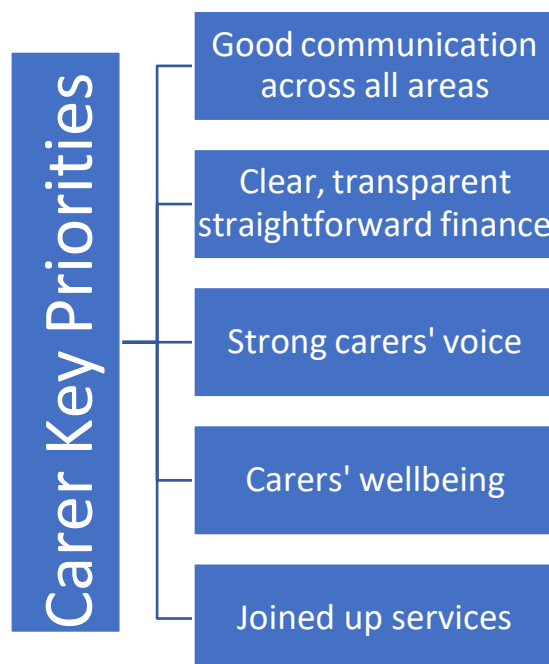 Carer Key Priorities
Good communication
across all areas
Clear, transparent
straightforward finance
Strong carers' voice
Carers' wellbeing
Joined up services